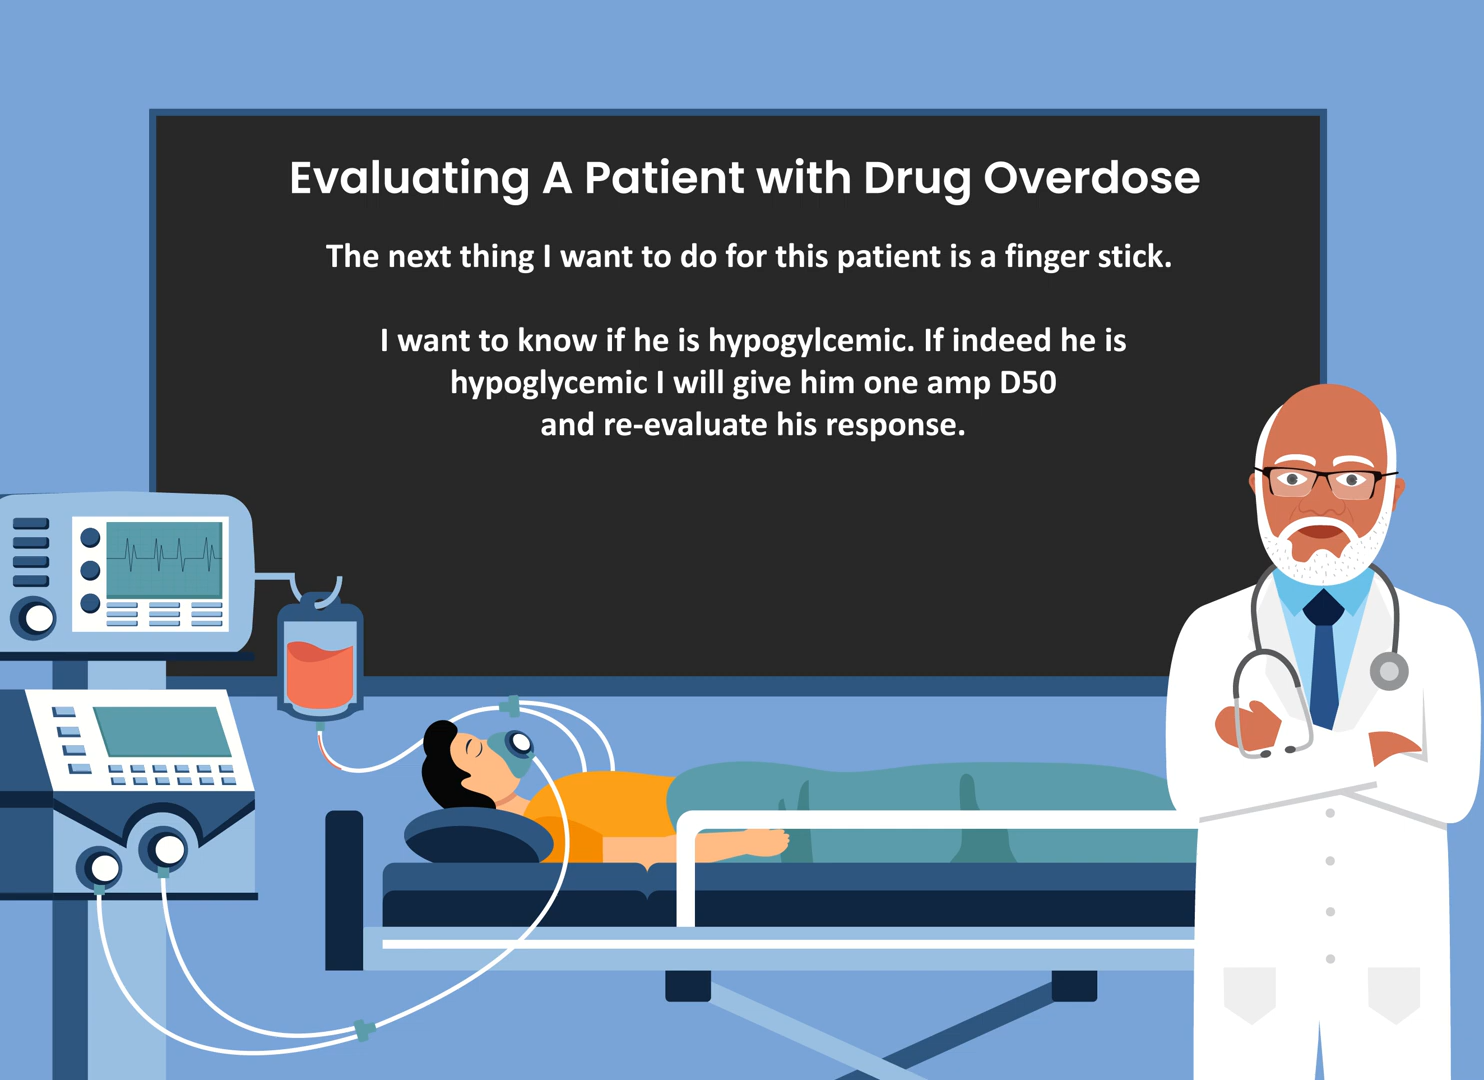 Evaluating A Patient with Drug Overdose
The next thing I want to do for this patient is a finger stick.
I want to know if he is hypogylcemic. If indeed he is
hypoglycemic I will give him one amp D50
and re-evaluate his response.